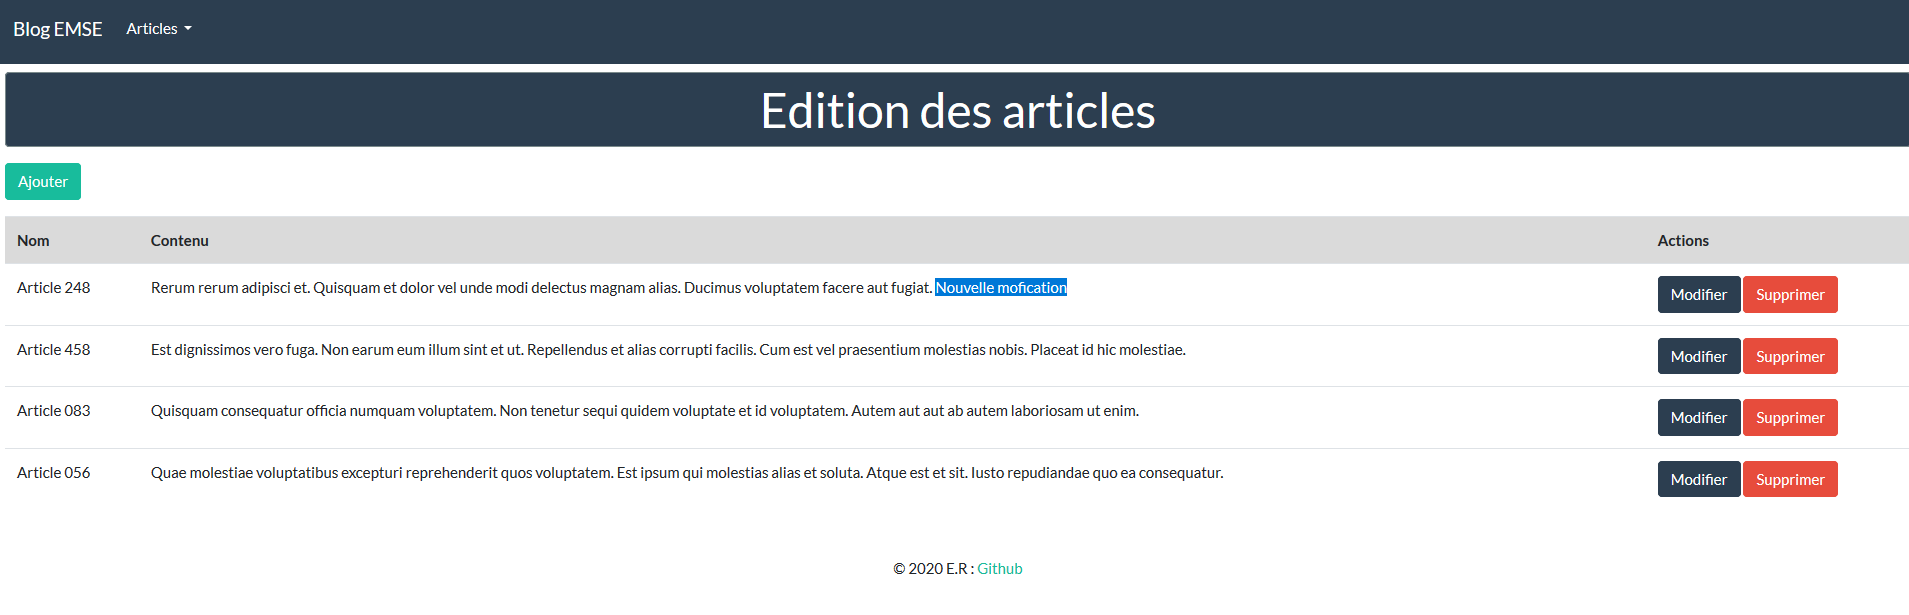 Blog EMSE Articles
Edition des articles
Ajouter
Nom Contenu Actions
Article 248 Rerum rerum adipisci et. Quisquam et dolor vel unde modi delectus magnam alias. Ducimus voluptatem facere aut fugiat. Nouvelle mofication Modifier Supprimer
Article 458 Est dignissimos vero fuga. Non earum eum illum sint et ut. Repellendus et alias corrupti facilis. Cum est vel praesentium molestias nobis. Placeat id hic molestiae. Modifier Supprimer
Article 083 Quisquam consequatur officia numquam voluptatem. Non tenetur sequi quidem voluptate et id voluptatem. Autem aut aut ab autem laboriosam ut enim. Modifier Supprimer
Article 056 Quae molestiae voluptatibus excepturi reprehenderit quos voluptatem. Est ipsum qui molestias alias et soluta. Atque est et sit. Iusto repudiandae quo ea consequatur. Modifier Supprimer
© 2020 E.R : Github